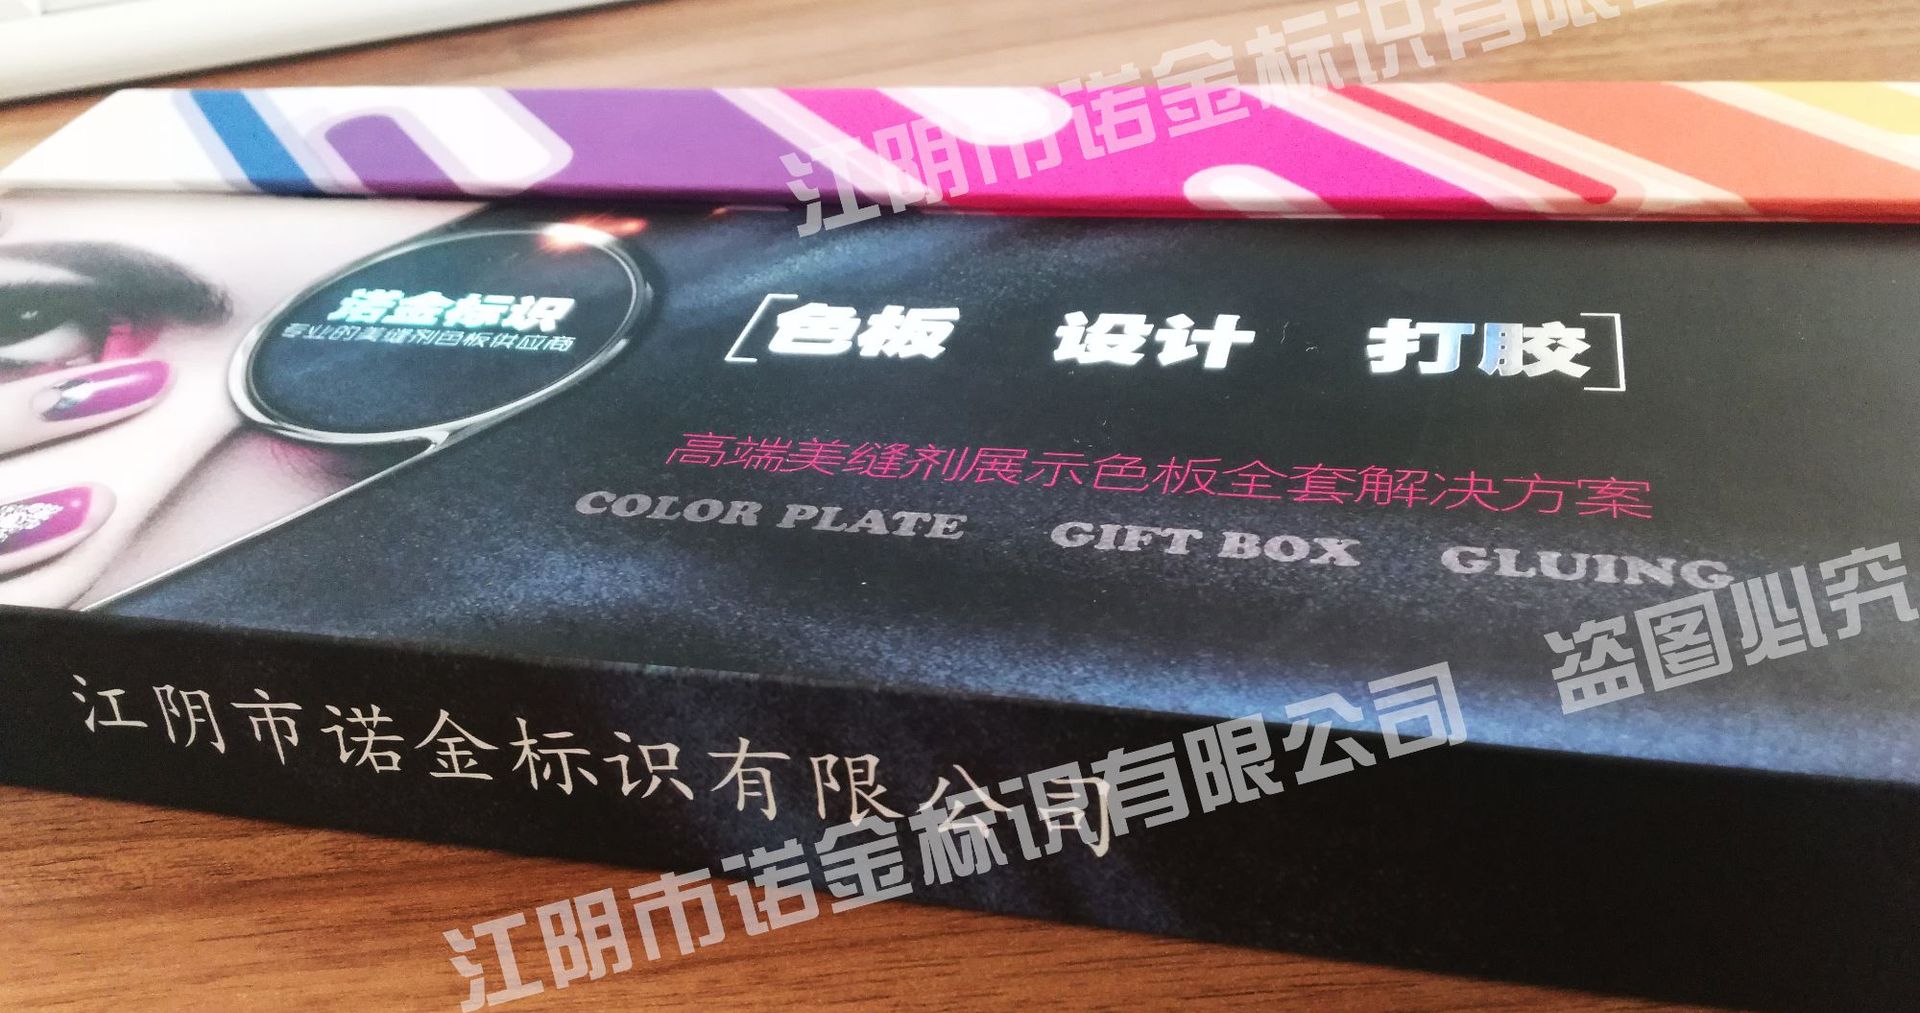 江阴市诺金标识有限
诺金标识
专业的美缝剂色板供应商
[色板 设计 打胶]
高端美缝剂展示色板全套解决方案
COLOR PLATE GIFT BOX GLUING
江阴市诺金标识有限公司
江阴市诺金标识有限公司 盗图必究